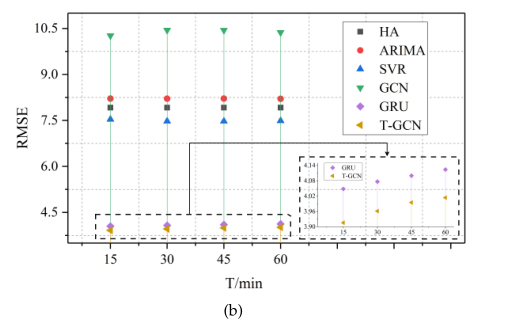 10.5
9.0
7.5
6.0
4.5
RMSE
HA
ARIMA
SVR
GCN
GRU
T-GCN
4.14
4.08
4.02
3.96
3.90
GRU
T-GCN
15 30 45 60
15 30 45 60
T/min
(b)